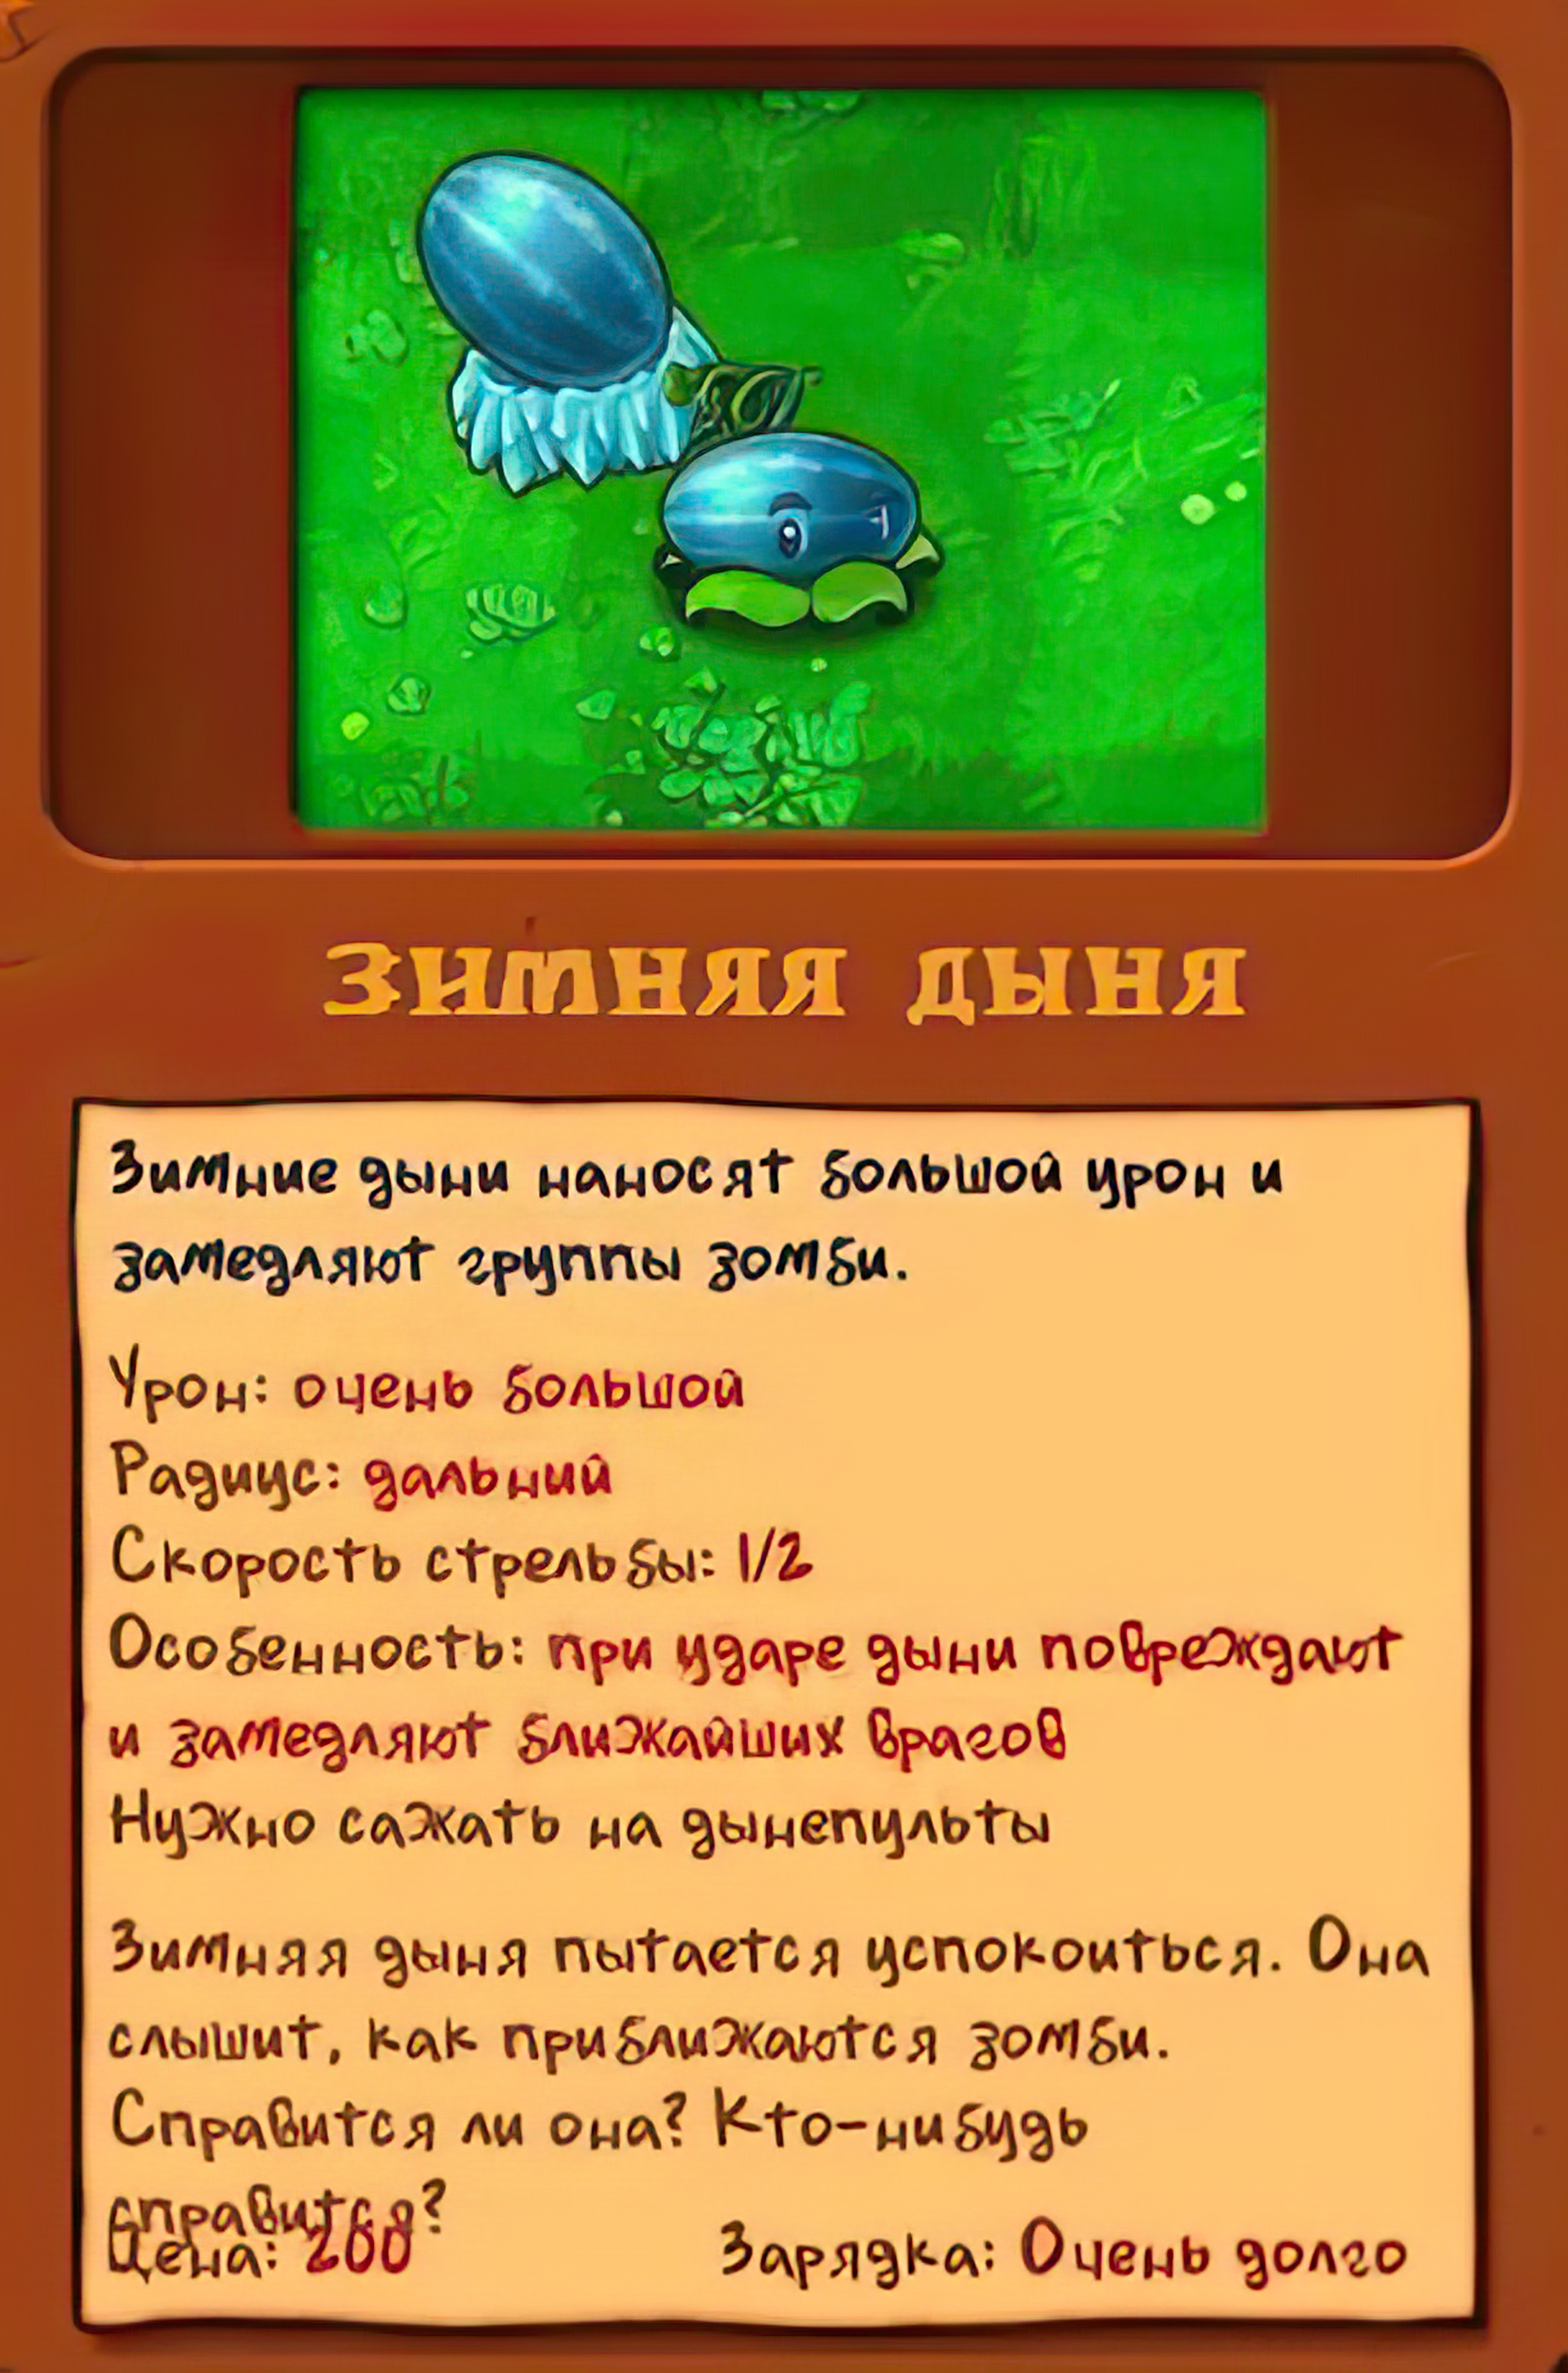 ЗИМНЯЯ ДЫНЯ
Зимние дыни наносят большой урон и
замедляют группы зомби.
Урон: очень большой
Радиус: дальний
Скорость стрельбы: 1/2
Особенность: при ударе дыни повреждают
и замедляют ближайших врагов
Нужно сажать на дынепульты
Зимняя дыня пытается успокоиться. Она
слышит, как приближаются зомби.
Справится ли она? Кто-нибудь
справится?
Цена: 200
Зарядка: Очень долго